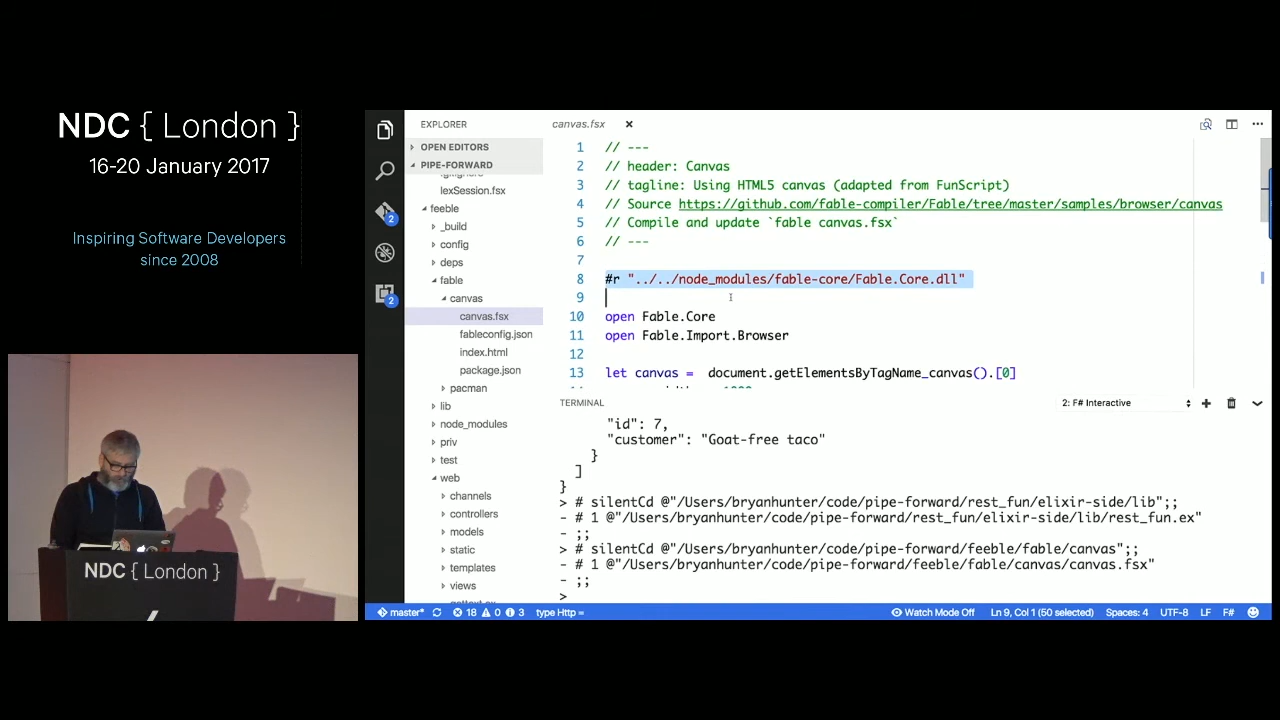 NDC { London }
16-20 January 2017
Inspiring Software Developers
since 2008
NDC { London }
EXPLORER
OPEN EDITORS
PIPE-FORWARD
lexSession.fsx
feeble
_build
config
deps
fable
canvas
canvas.fsx
fableconfig.json
index.html
package.json
pacman
lib
node_modules
priv
test
web
channels
controllers
models
static
templates
views
2
2
canvas.fsx
1 // ---
2 // header: Canvas
3 // tagline: Using HTML5 canvas (adapted from FunScript)
4 // Source https://github.com/fable-compiler/Fable/tree/master/samples/browser/canvas
5 // Compile and update `fable canvas.fsx`
6 // ---
7
8 #r "../../node_modules/fable-core/Fable.Core.dll"
9
10 open Fable.Core
11 open Fable.Import.Browser
12
13 let canvas =  document.getElementsByTagName_canvas().[0]
TERMINAL
2: F# Interactive
"id": 7,
"customer": "Goat-free taco"
}
]
}
> # silentCd @"/Users/bryanhunter/code/pipe-forward/rest_fun/elixir-side/lib";;
- # 1 @"/Users/bryanhunter/code/pipe-forward/rest_fun/elixir-side/lib/rest_fun.ex"
- ;;
> # silentCd @"/Users/bryanhunter/code/pipe-forward/feeble/fable/canvas";;
- # 1 @"/Users/bryanhunter/code/pipe-forward/feeble/fable/canvas/canvas.fsx"
- ;;
>
master* 18 0 3 type Http = Watch Mode Off Ln 9, Col 1 (50 selected) Spaces: 4 UTF-8 LF F#